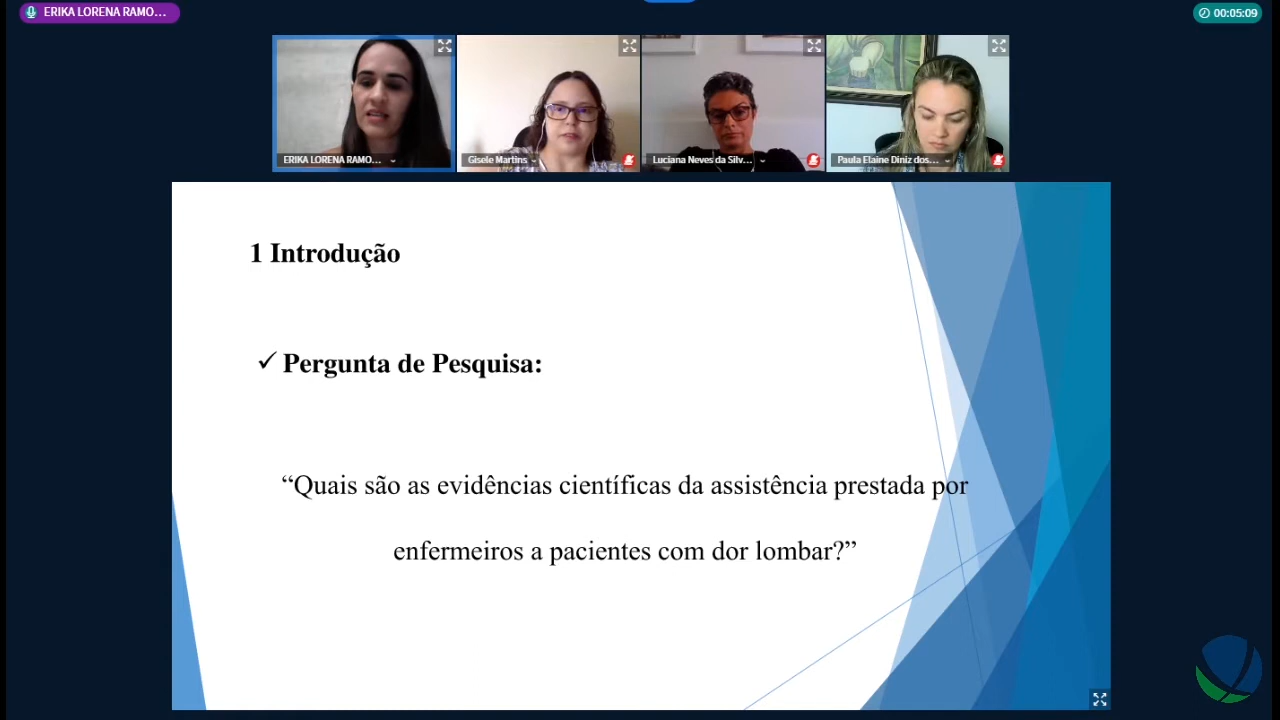 ERIKA LORENA RAMO...
00:05:09
ERIKA LORENA RAMO...
Gisele Martins
Luciana Neves da Silv...
Paula Elaine Diniz dos...
1 Introdução
✓ Pergunta de Pesquisa:
“Quais são as evidências científicas da assistência prestada por
enfermeiros a pacientes com dor lombar?”